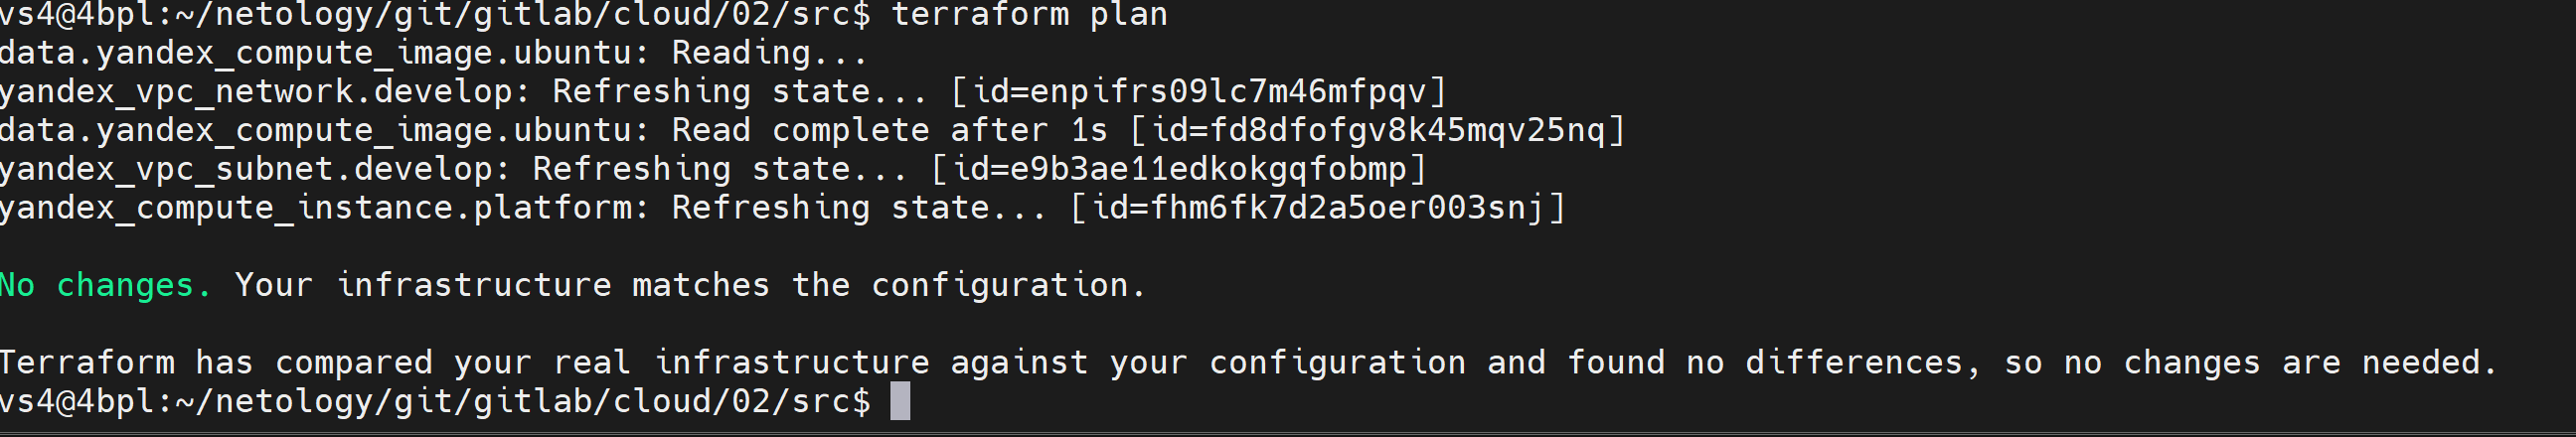 vs4@4bpl:~/netology/git/gitlab/cloud/02/src$ terraform plan
data.yandex_compute_image.ubuntu: Reading...
yandex_vpc_network.develop: Refreshing state... [id=enpifrs09lc7m46mfpqv]
data.yandex_compute_image.ubuntu: Read complete after 1s [id=fd8dfofgv8k45mqv25nq]
yandex_vpc_subnet.develop: Refreshing state... [id=e9b3ae11edkokgqfobmp]
yandex_compute_instance.platform: Refreshing state... [id=fhm6fk7d2a5oer003snj]
No changes. Your infrastructure matches the configuration.
Terraform has compared your real infrastructure against your configuration and found no differences, so no changes are needed.
vs4@4bpl:~/netology/git/gitlab/cloud/02/src$